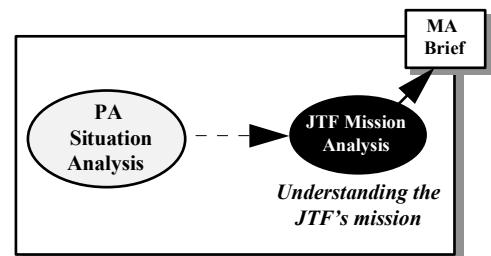 MA
Brief
PA
Situation
Analysis
JTF Mission
Analysis
Understanding the
JTF's mission